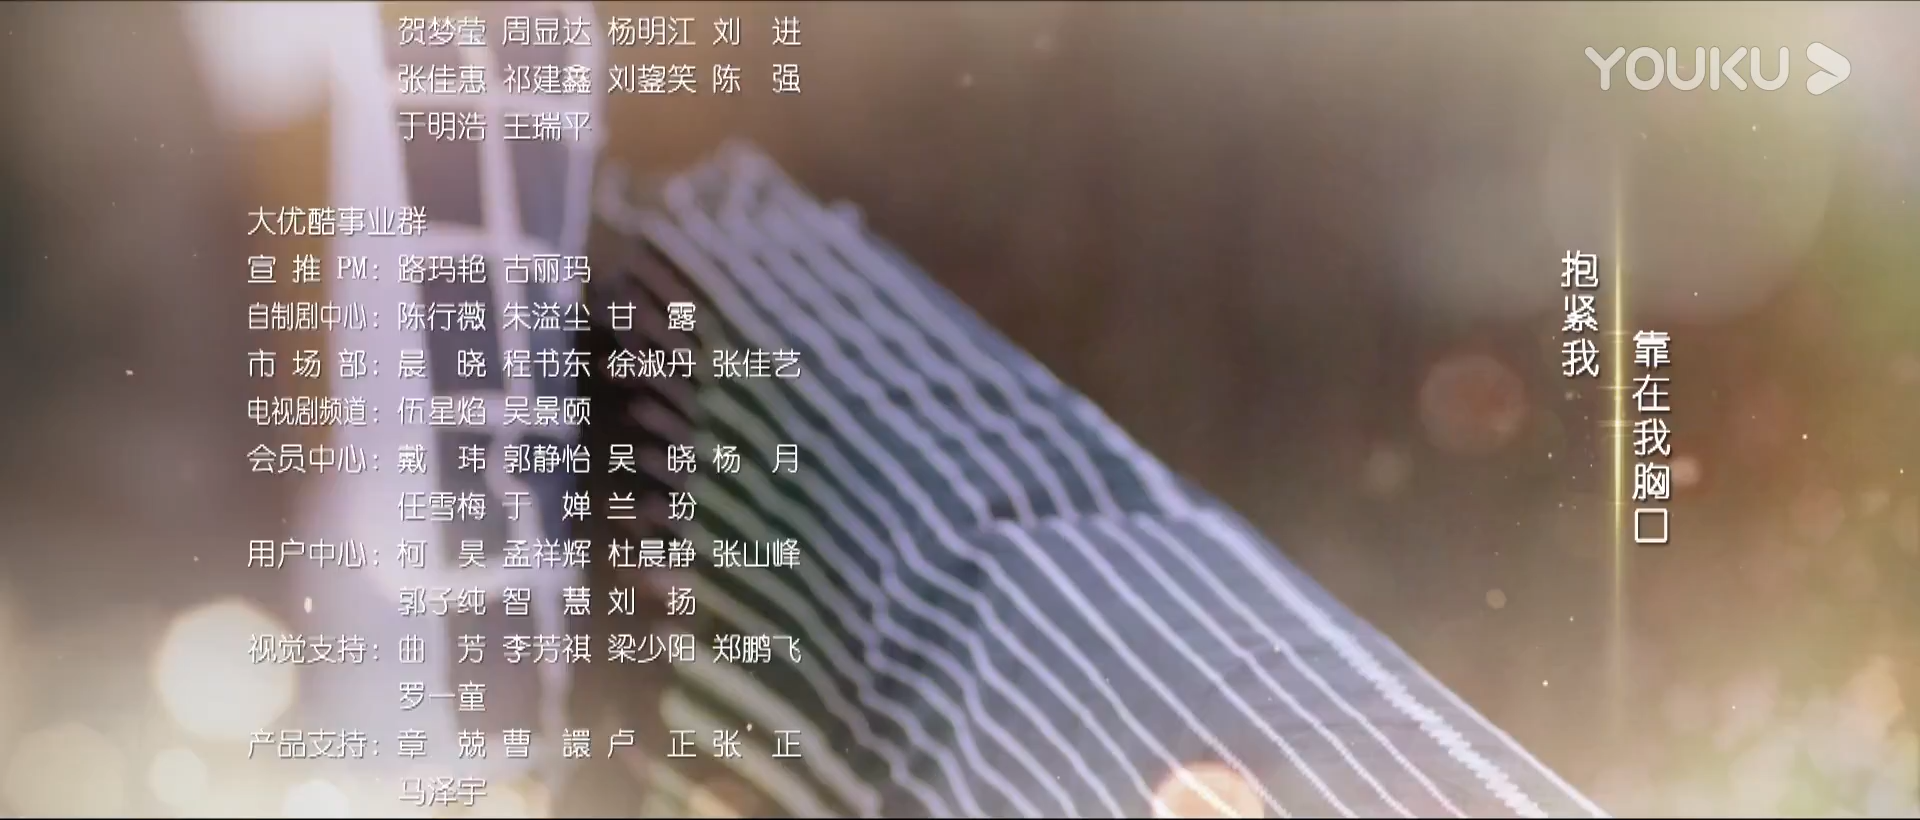 贺梦莹 周显达 杨明江 刘 进
张佳惠 祁建鑫 刘鋆笑 陈 强
于明浩 王瑞平
大优酷事业群
宣 推 PM: 路玛艳 古丽玛
自制剧中心: 陈行薇 朱溢尘 甘 露
市 场 部: 晨 晓 程书东 徐淑丹 张佳艺
电视剧频道: 伍星焰 吴景颐
会员中心: 戴 玮 郭静怡 吴 晓 杨 月
任雪梅 于 婵 兰 玢
用户中心: 柯 昊 孟祥辉 杜晨静 张山峰
郭子纯 智 慧 刘 扬
视觉支持: 曲 芳 李芳祺 梁少阳 郑鹏飞
罗一童
产品支持: 章 兢 曹 譞 卢 正 张 正
马泽宇
YOUKU
抱紧我
靠在我胸口